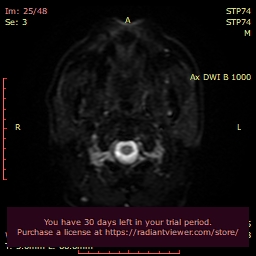 Im: 25/48
Se: 3
STP74
STP74
M
A
Ax DWI B 1000
R
L
You have 30 days left in your trial period.
Purchase a license at https://radiantviewer.com/store/